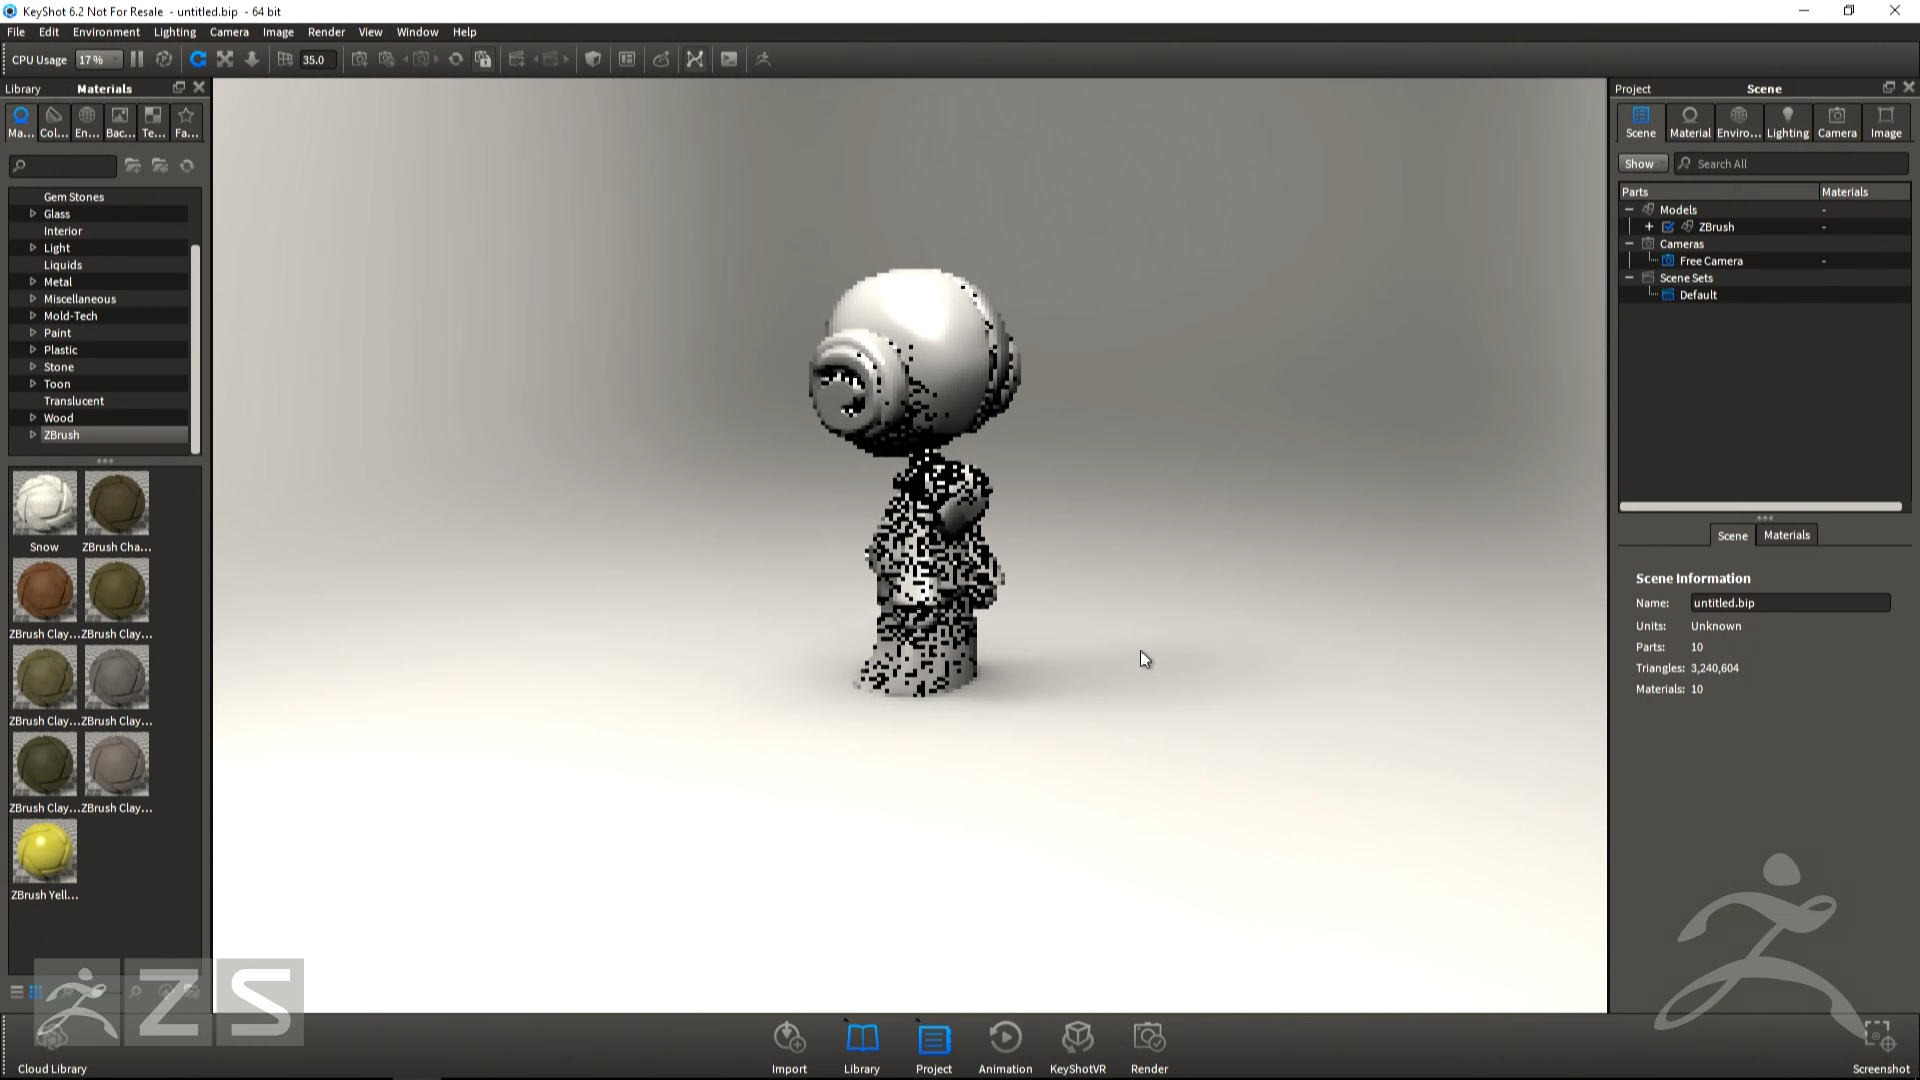 KeyShot 6.2 Not For Resale - untitled.bip - 64 bit
File Edit Environment Lighting Camera Image Render View Window Help
CPU Usage 17% 35.0
Library Materials
Ma... Col... En... Bac... Te... Fa...
Gem Stones
Glass
Interior
Light
Liquids
Metal
Miscellaneous
Mold-Tech
Paint
Plastic
Stone
Toon
Translucent
Wood
ZBrush
Snow ZBrush Cha...
ZBrush Clay... ZBrush Clay...
ZBrush Clay... ZBrush Clay...
ZBrush Clay... ZBrush Clay...
ZBrush Yell...
ZS
Cloud Library
Import Library Project Animation KeyShotVR Render
Project Scene
Scene Material Enviro... Lighting Camera Image
Show Search All
Parts Materials
Models -
ZBrush -
Cameras
Free Camera -
Scene Sets
Default
Scene Materials
Scene Information
Name: untitled.bip
Units: Unknown
Parts: 10
Triangles: 3,240,604
Materials: 10
Screenshot